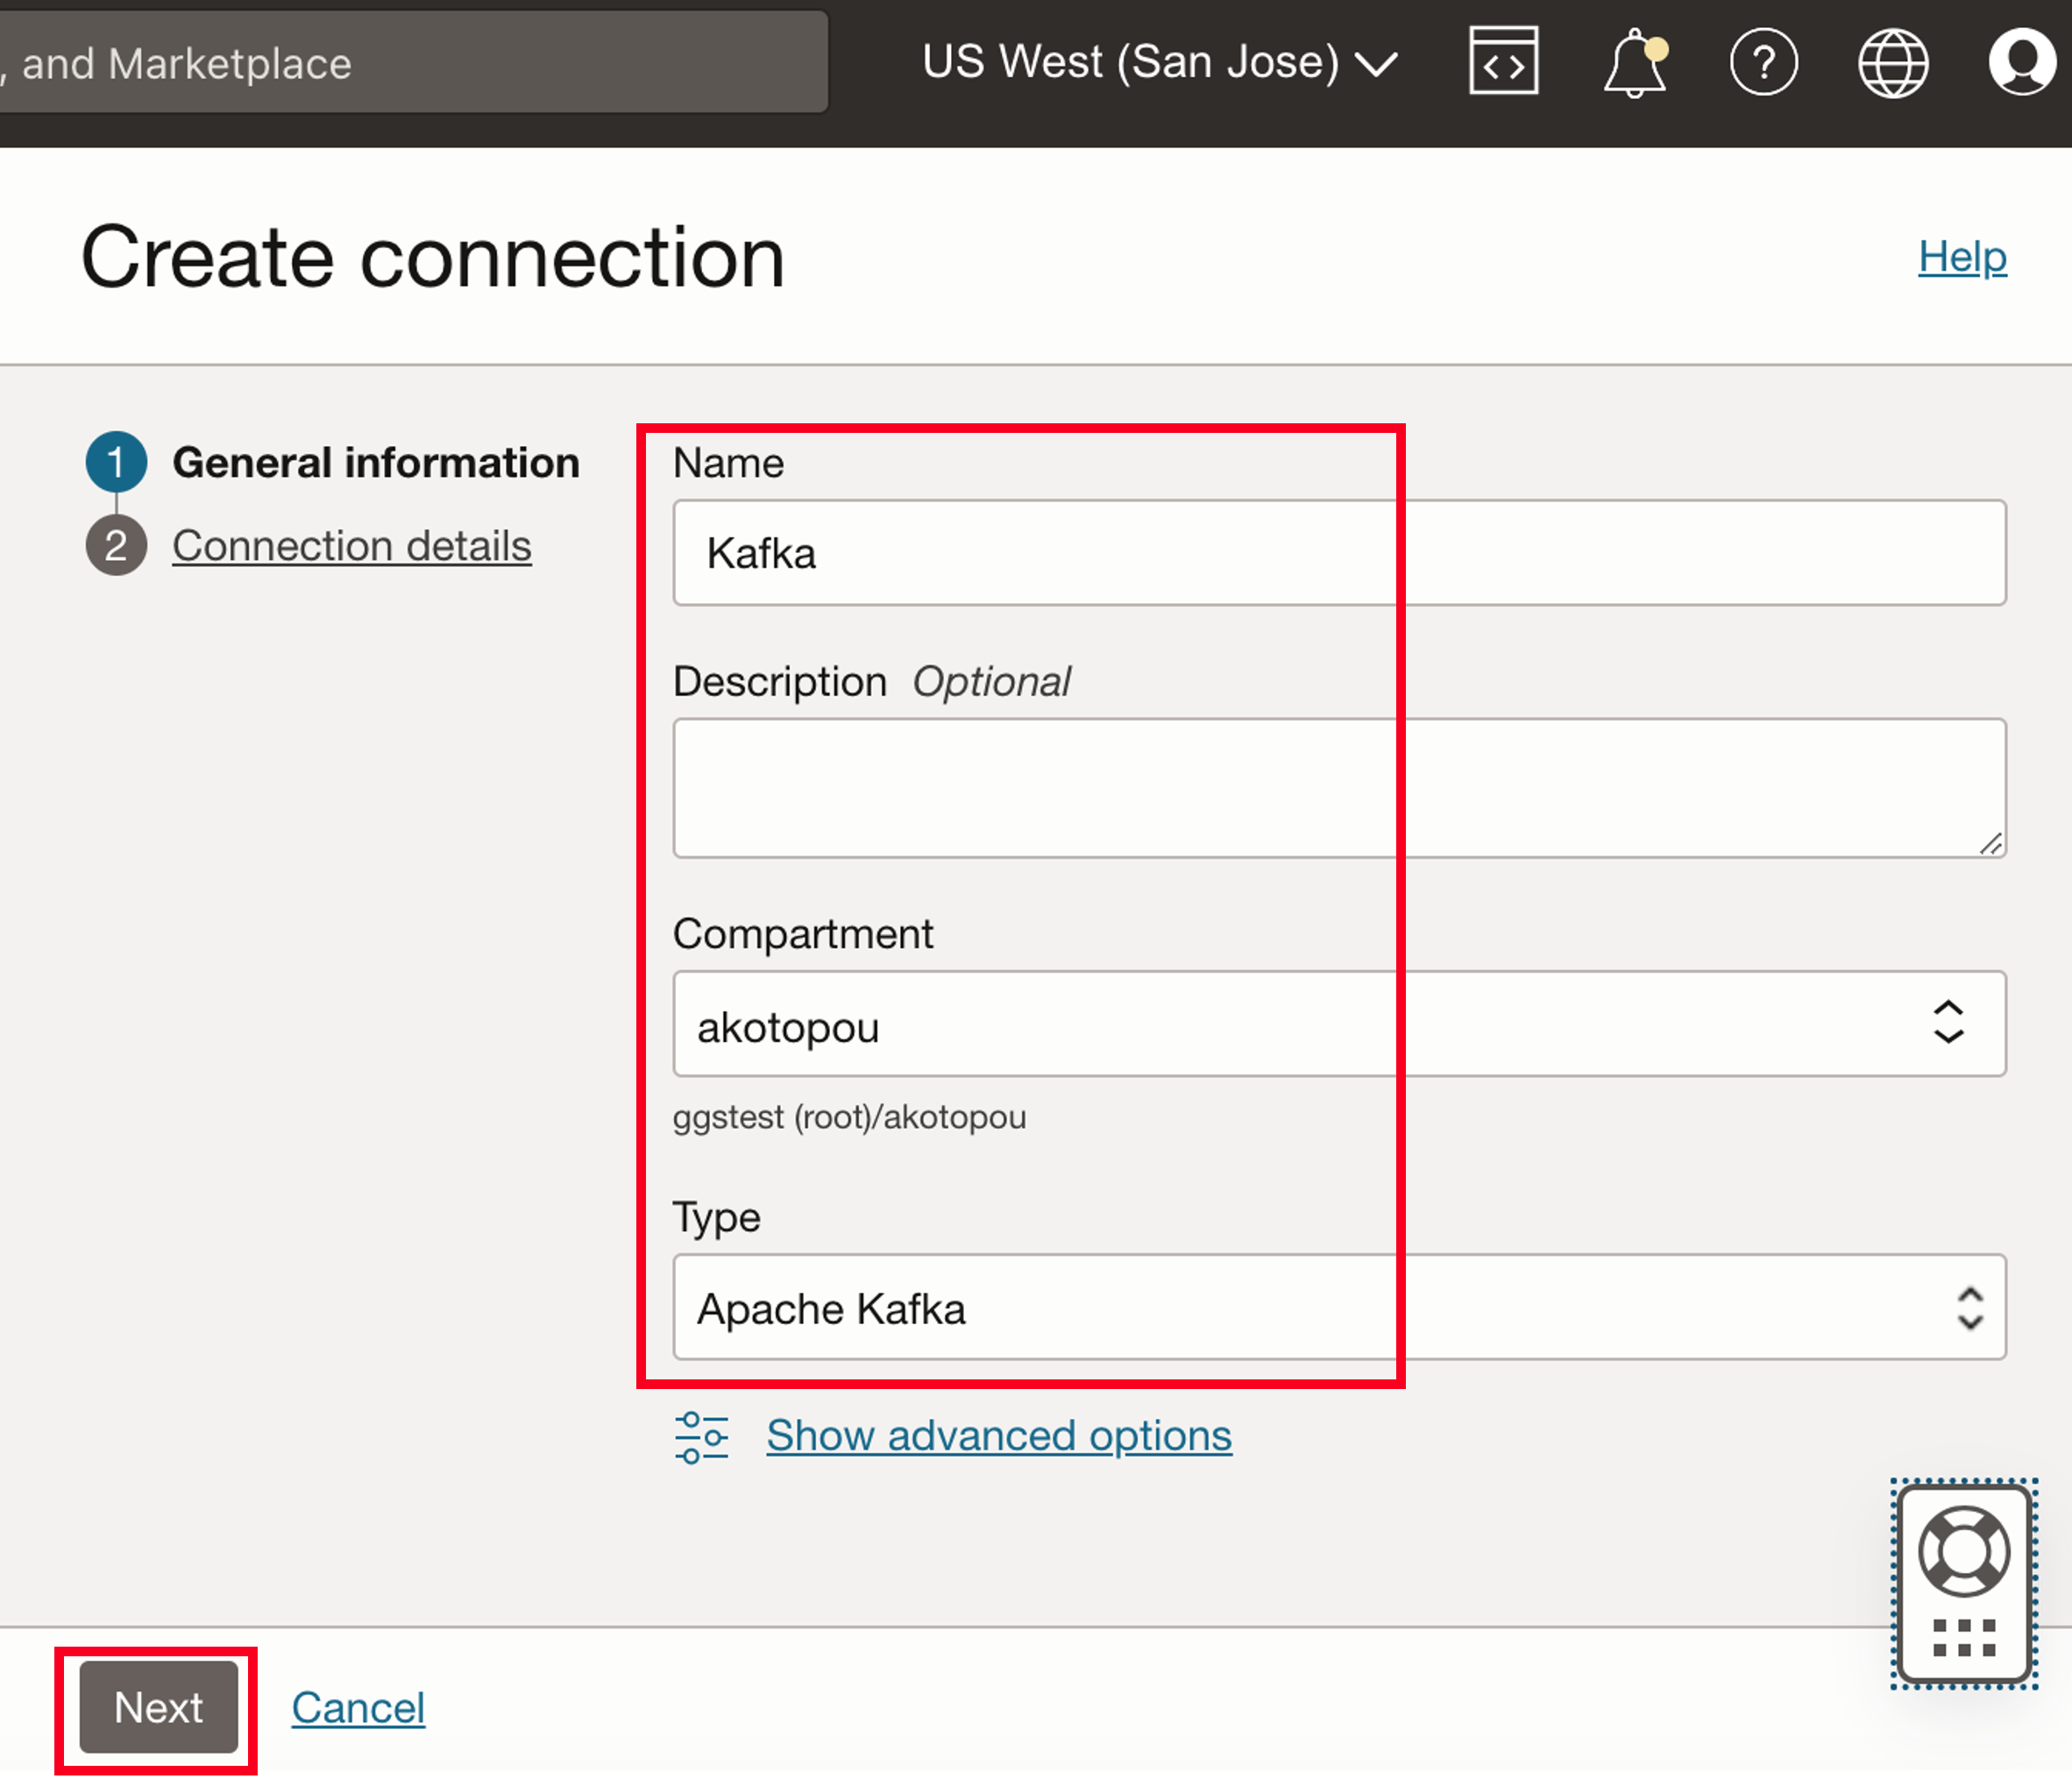 , and Marketplace
US West (San Jose)
Create connection
Help
1 General information
2 Connection details
Name
Kafka
Description Optional
Compartment
akotopou
ggstest (root)/akotopou
Type
Apache Kafka
Show advanced options
Next
Cancel